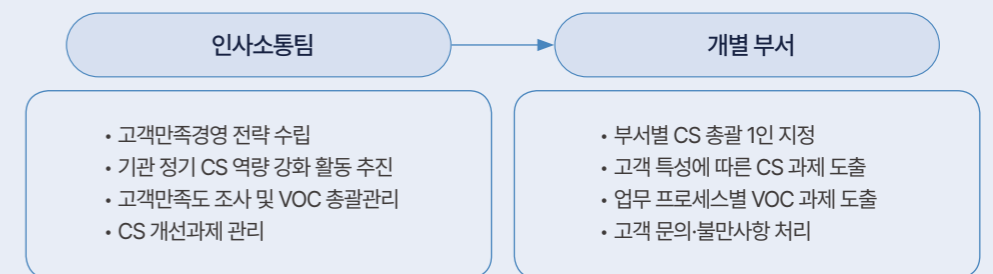 인사소통팀
개별 부서
• 고객만족경영 전략 수립
• 기관 정기 CS 역량 강화 활동 추진
• 고객만족도 조사 및 VOC 총괄관리
• CS 개선과제 관리
• 부서별 CS 총괄 1인 지정
• 고객 특성에 따른 CS 과제 도출
• 업무 프로세스별 VOC 과제 도출
• 고객 문의·불만사항 처리